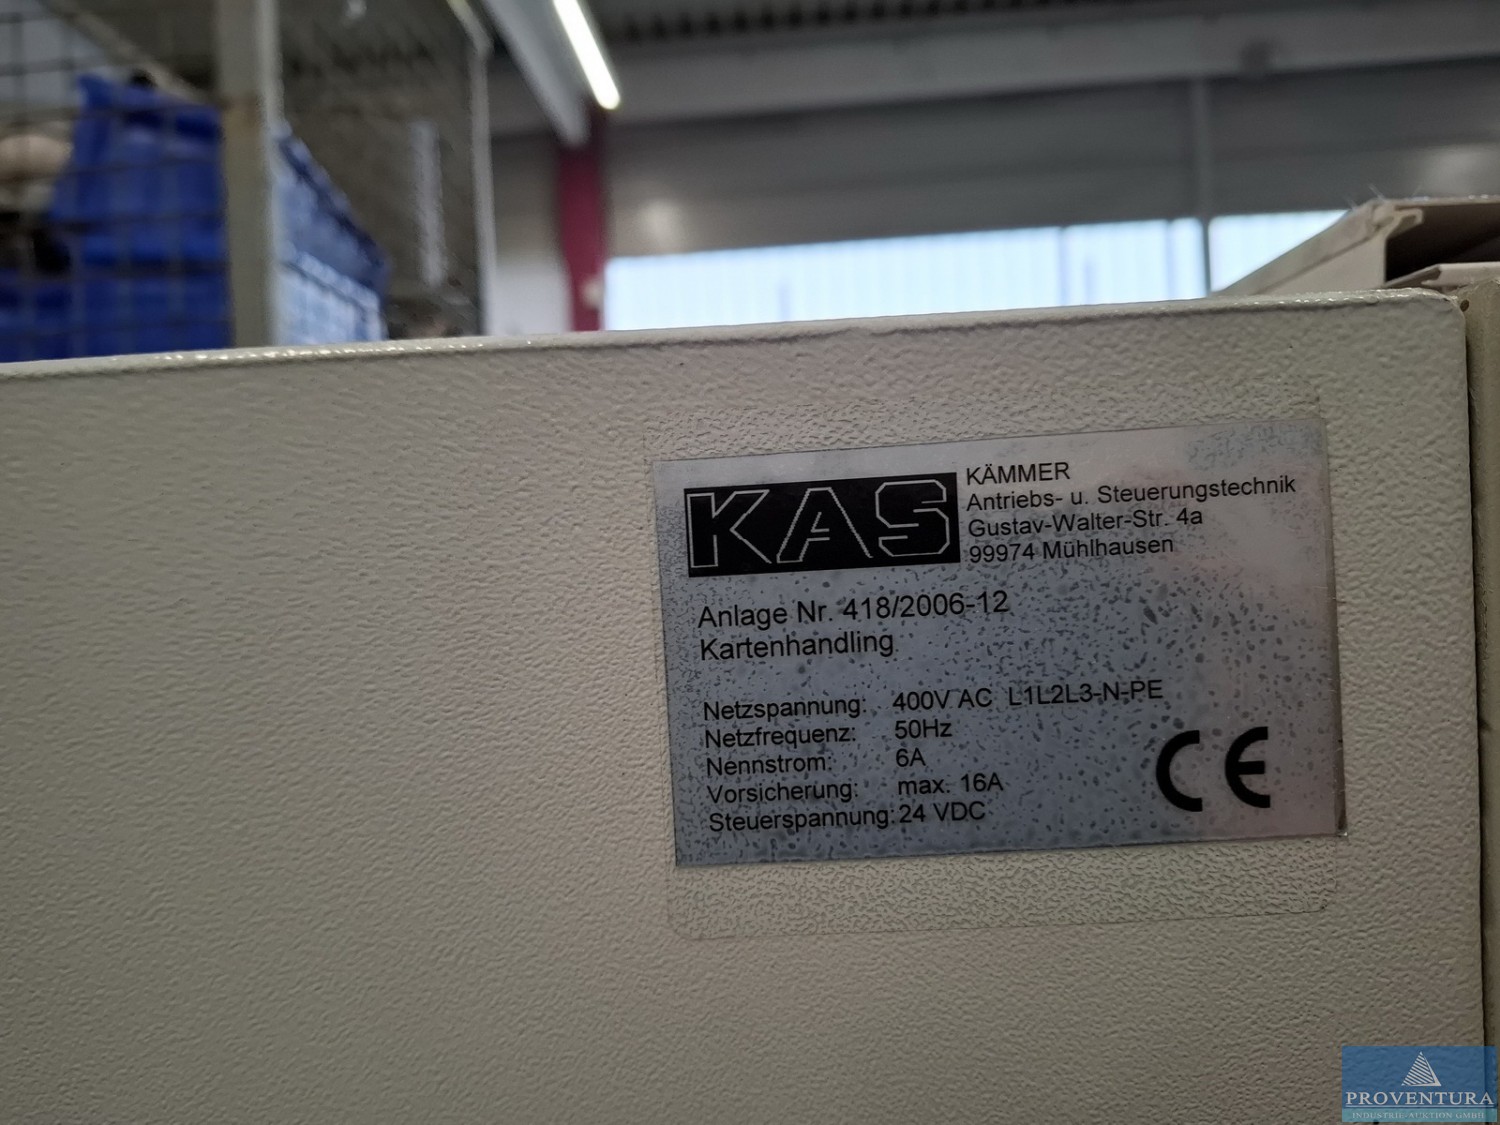 KAS
KÄMMER
Antriebs- u. Steuerungstechnik
Gustav-Walter-Str. 4a
99974 Mühlhausen
Anlage Nr. 418/2006-12
Kartenhandling
Netzspannung: 400V AC L1L2L3-N-PE
Netzfrequenz: 50Hz
Nennstrom: 6A
Vorsicherung: max. 16A
Steuerspannung: 24 VDC
CE
PROVENTURA
INDUSTRIE-AUKTION GMBH